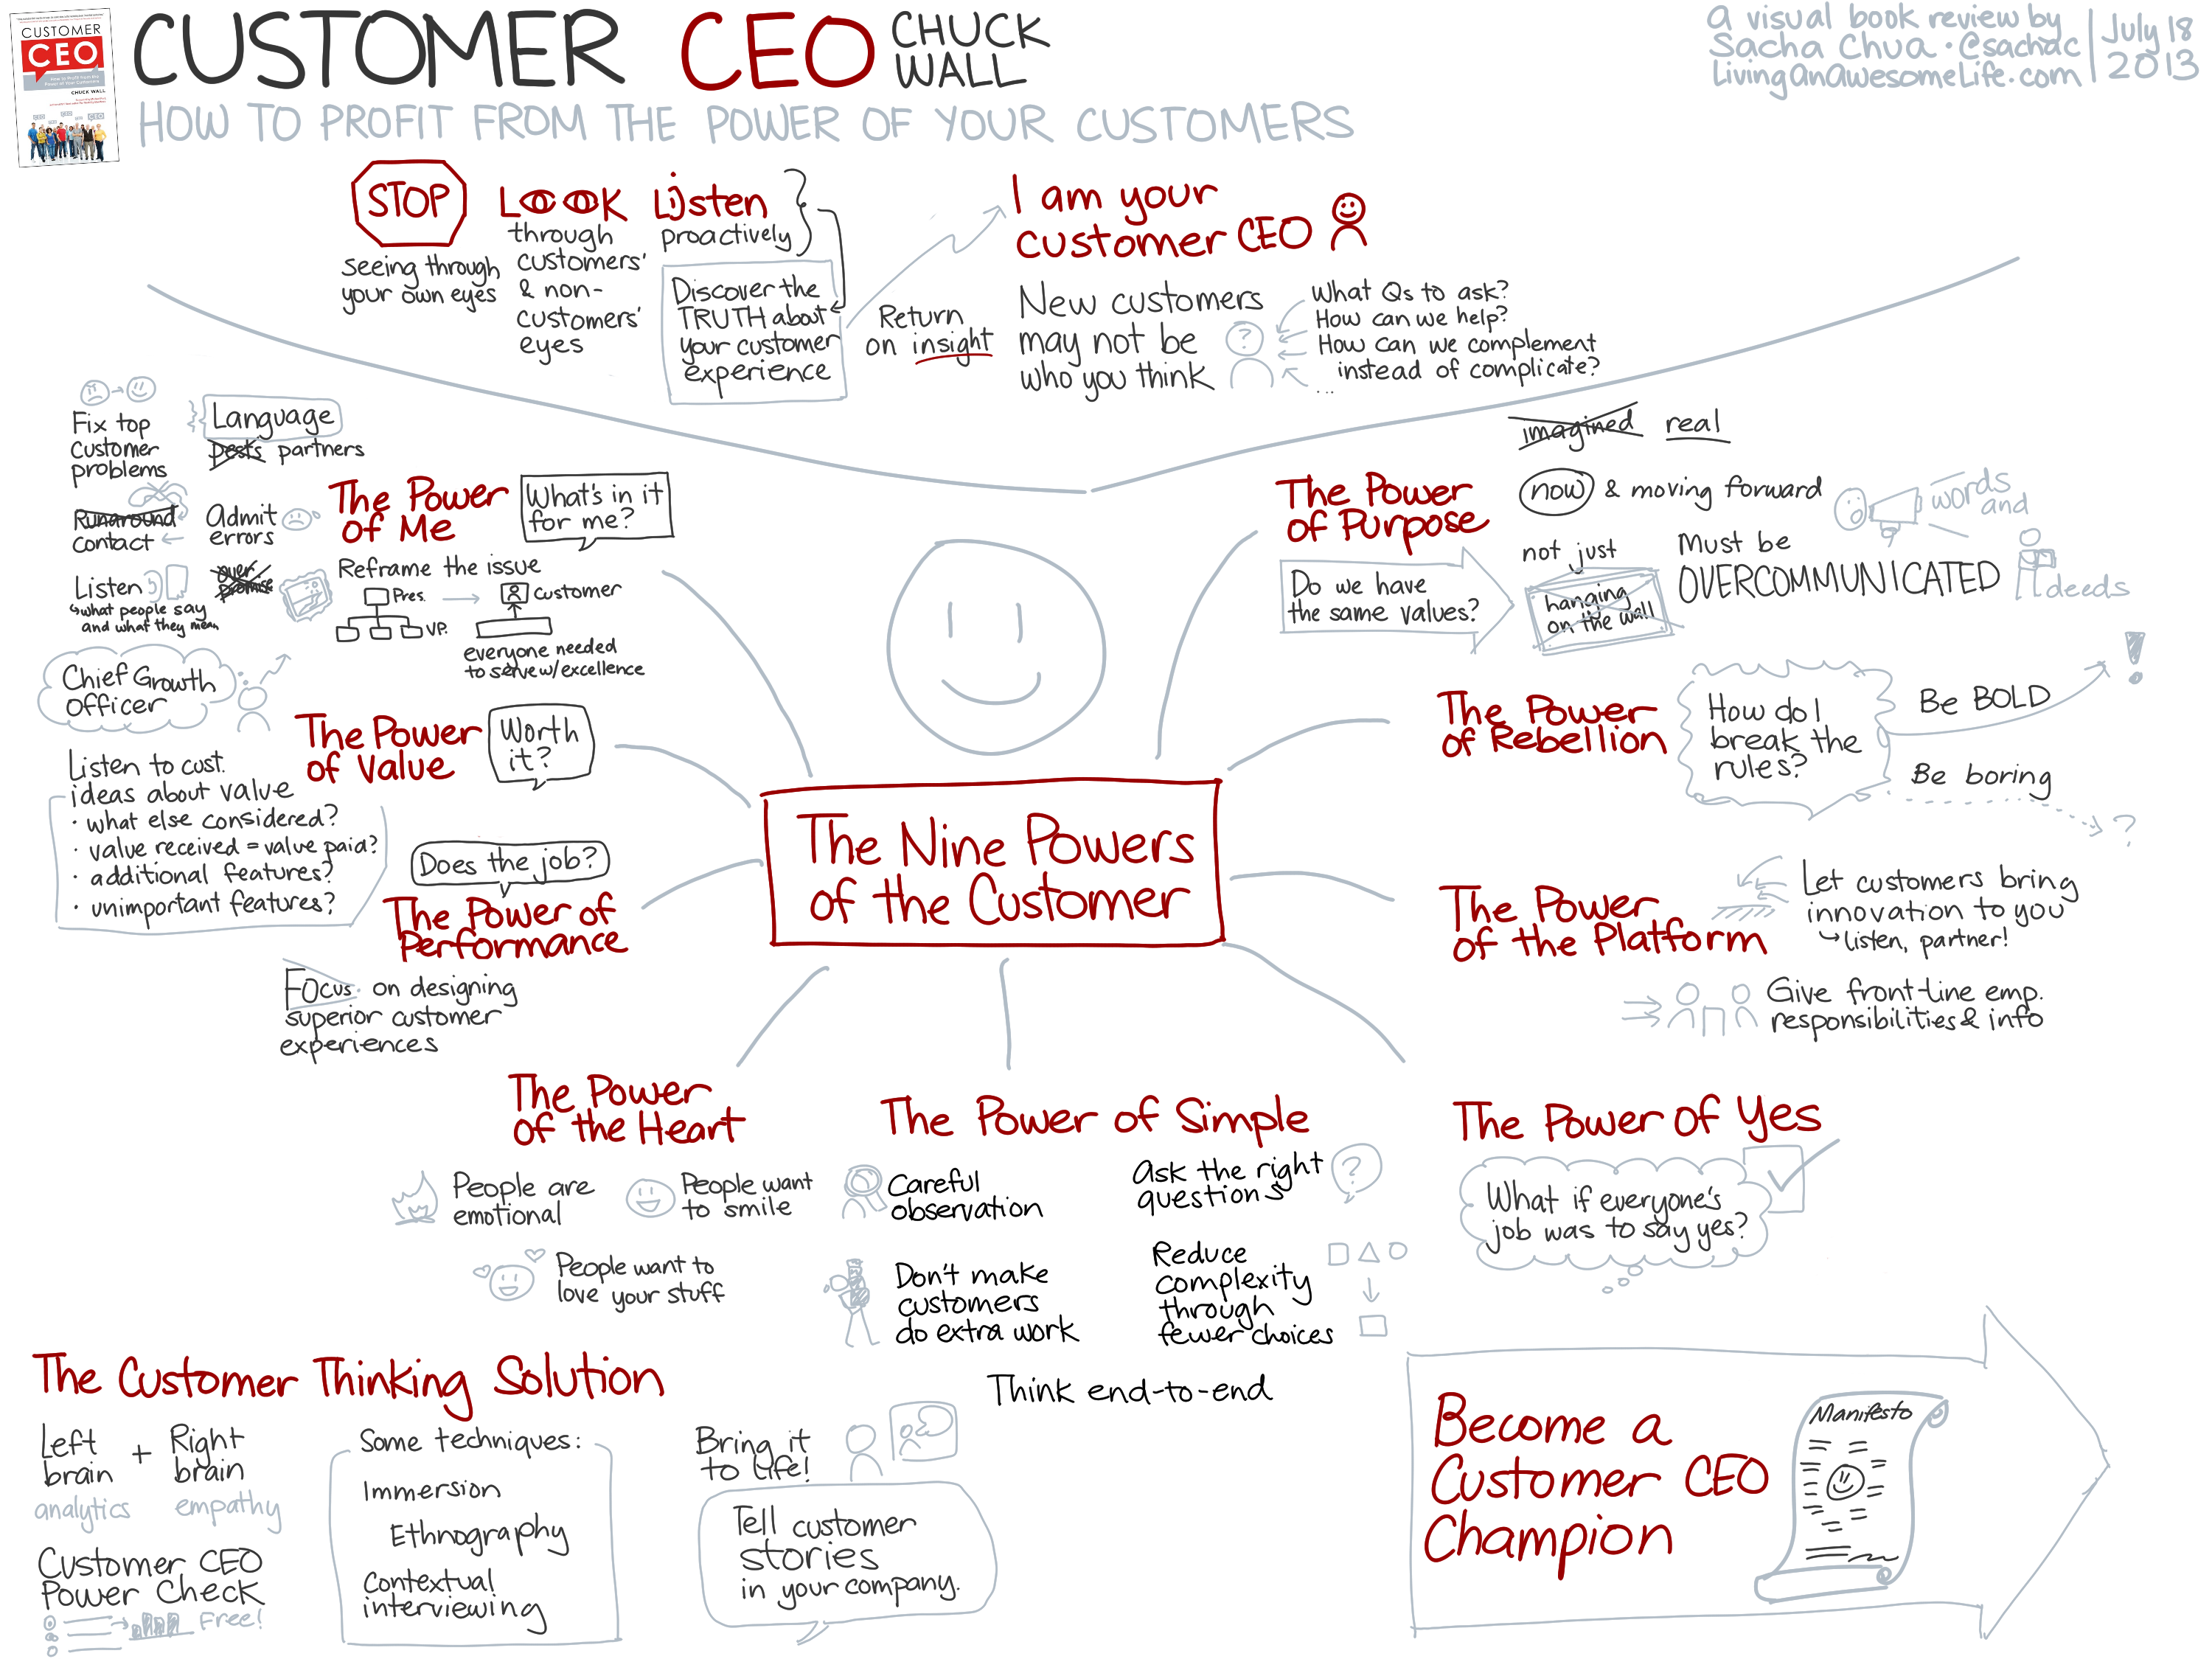 CUSTOMER
CEO
How to Profit from the
Power of Your Customers
CHUCK WALL
CUSTOMER CEO
CHUCK
WALL
HOW TO PROFIT FROM THE POWER OF YOUR CUSTOMERS
a visual book review by
Sacha Chua · @sachac
LivingAnAwesomeLife.com
July 18
2013
STOP
Seeing through
your own eyes
LOOK
through
customers'
& non-
customers'
eyes
Listen
proactively
Discover the
TRUTH about
your customer
experience
Return
on insight
I am your
customer CEO
New customers
may not be
who you think
?
What Qs to ask?
How can we help?
How can we complement
instead of complicate?
...
Fix top
customer
problems
Language
pests partners
Runaround
contact
Admit
errors
Listen
what people say
and what they mean
over
promise
The Power
of Me
What's in it
for me?
Reframe the issue
Pres.
VP.
Customer
everyone needed
to serve w/excellence
Chief Growth
officer
The Power
of Value
Worth
it?
Listen to cust.
ideas about value
· what else considered?
· value received = value paid?
· additional features?
· unimportant features?
Does the job?
The Power of
Performance
Focus on designing
superior customer
experiences
The Nine Powers
of the Customer
The Power
of Purpose
Do we have
the same values?
imagined real
now & moving forward
not just
hanging
on the wall
Must be
OVERCOMMUNICATED
words
and
deeds
The Power
of Rebellion
How do I
break the
rules?
Be BOLD
!
Be boring
?
The Power
of the Platform
Let customers bring
innovation to you
listen, partner!
Give front-line emp.
responsibilities & info
The Power
of the Heart
People are
emotional
People want
to smile
People want to
love your stuff
The Power of Simple
Careful
observation
Ask the right
questions
?
Don't make
customers
do extra work
Reduce
complexity
through
fewer choices
Think end-to-end
The Power of Yes
What if everyone's
job was to say yes?
The Customer Thinking Solution
Left
brain
analytics
+
Right
brain
empathy
Customer CEO
Power Check
Free!
Some techniques:
Immersion
Ethnography
Contextual
interviewing
Bring it
to life!
Tell customer
stories
in your company.
Become a
Customer CEO
Champion
Manifesto